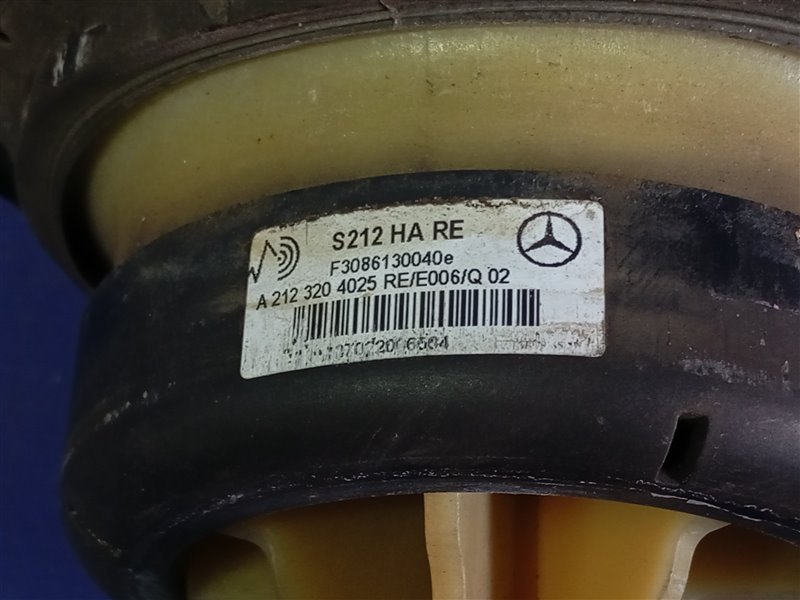 S212 HA RE
F3086130040e
A 212 320 4025 RE/E006/Q 02